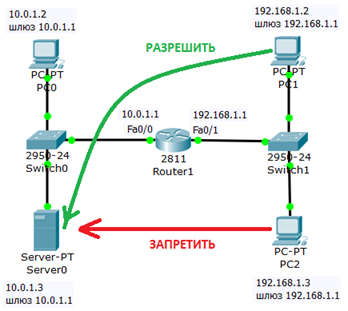 10.0.1.2
шлюз 10.0.1.1
PC-PT
PC0
РАЗРЕШИТЬ
192.168.1.2
шлюз 192.168.1.1
PC-PT
PC1
10.0.1.1
Fa0/0
192.168.1.1
Fa0/1
2950-24
Switch0
2811
Router1
2950-24
Switch1
Server-PT
Server0
ЗАПРЕТИТЬ
PC-PT
PC2
10.0.1.3
шлюз 10.0.1.1
192.168.1.3
шлюз 192.168.1.1